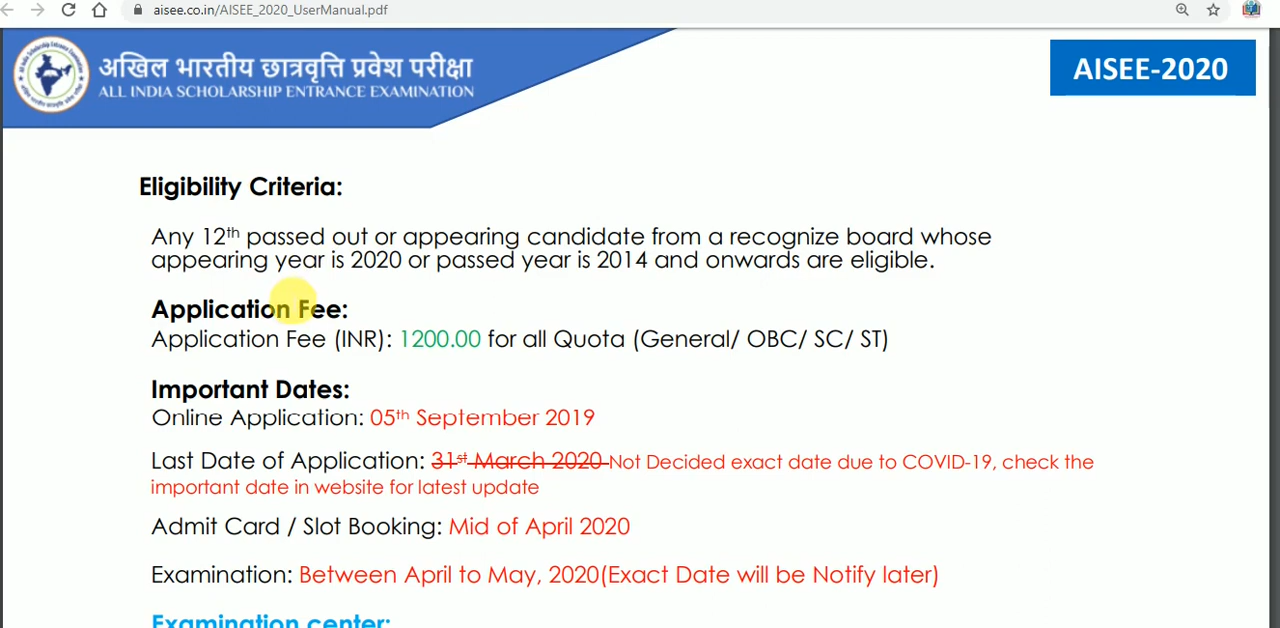 aisee.co.in/AISEE_2020_UserManual.pdf
अखिल भारतीय छात्रवृत्ति प्रवेश परीक्षा
ALL INDIA SCHOLARSHIP ENTRANCE EXAMINATION
AISEE-2020
Eligibility Criteria:
Any 12th passed out or appearing candidate from a recognize board whose
appearing year is 2020 or passed year is 2014 and onwards are eligible.
Application Fee:
Application Fee (INR): 1200.00 for all Quota (General/ OBC/ SC/ ST)
Important Dates:
Online Application: 05th September 2019
Last Date of Application: 31st March 2020 Not Decided exact date due to COVID-19, check the
important date in website for latest update
Admit Card / Slot Booking: Mid of April 2020
Examination: Between April to May, 2020(Exact Date will be Notify later)
Examination center: